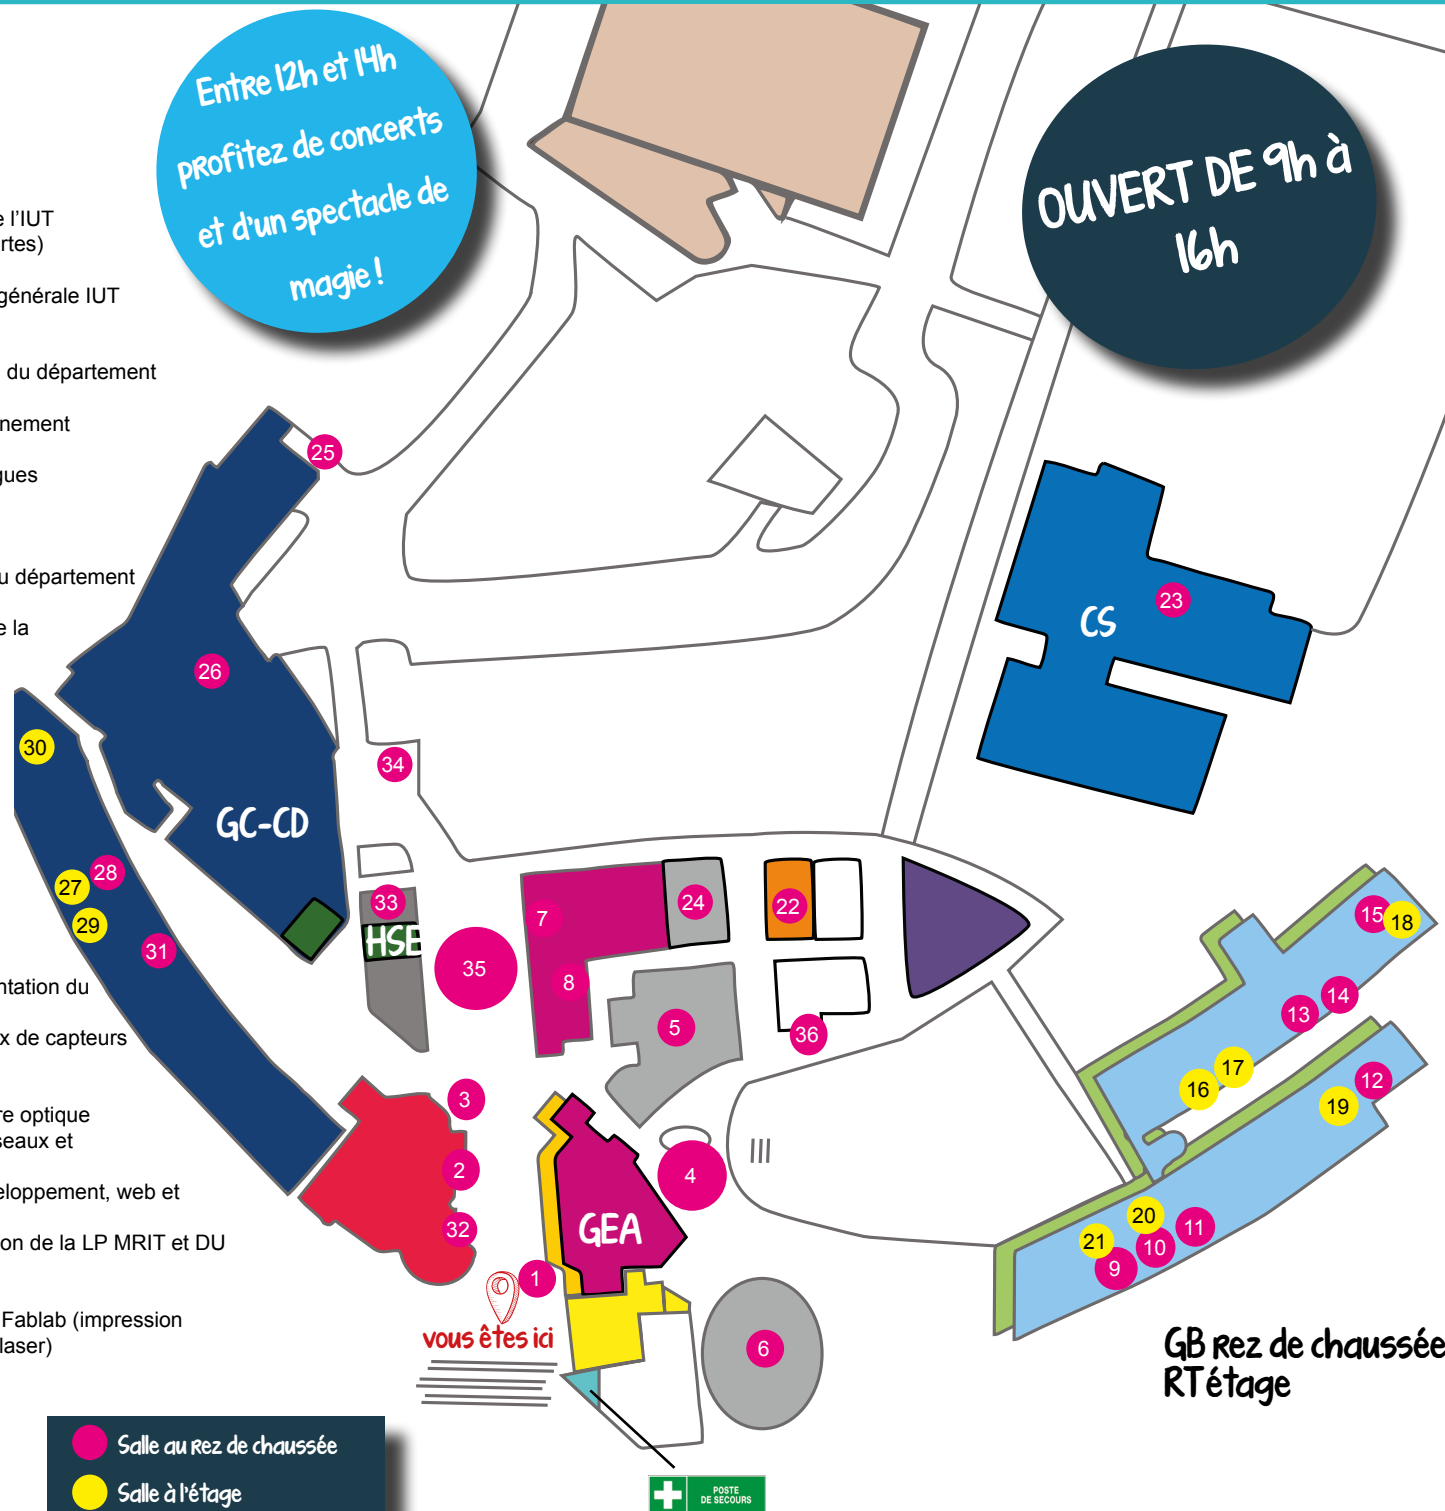 Entre 12h et 14h
profitez de concerts
et d'un spectacle de
magie !
OUVERT DE 9h à
16h
e l'IUT
rtes)
générale IUT
du département
nement
gues
u département
e la
ntation du
x de capteurs
re optique
seaux et
eloppement, web et
ion de la LP MRIT et DU
Fablab (impression
laser)
25
26
30
GC-CD
34
28
27
29
31
33
HSE
35
7
8
24
22
5
36
CS
23
15
18
14
13
17
16
12
19
20
11
21
10
9
3
2
32
4
GEA
1
vous êtes ici
6
GB rez de chaussée
RT étage
Salle au rez de chaussée
Salle à l'étage
POSTE
DE SECOURS